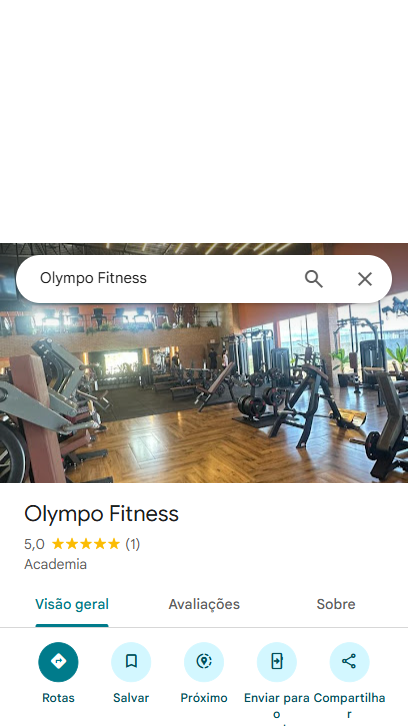 Olympo Fitness
Olympo Fitness
5,0 (1)
Academia
Visão geral Avaliações Sobre
Rotas Salvar Próximo Enviar para o Compartilhar